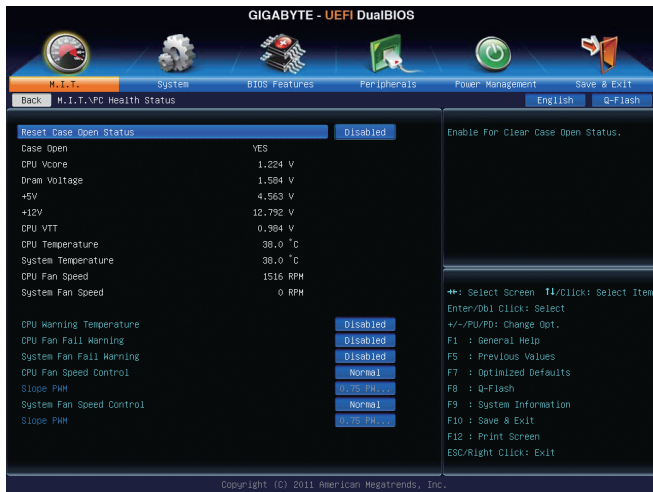 GIGABYTE - UEFI DualBIOS
M.I.T. System BIOS Features Peripherals Power Management Save & Exit
Back M.I.T.\PC Health Status English Q-Flash
Reset Case Open Status Disabled
Case Open YES
CPU Vcore 1.224 V
Dram Voltage 1.584 V
+5V 4.563 V
+12V 12.792 V
CPU VTT 0.984 V
CPU Temperature 38.0 °C
System Temperature 38.0 °C
CPU Fan Speed 1516 RPM
System Fan Speed 0 RPM
CPU Warning Temperature Disabled
CPU Fan Fail Warning Disabled
System Fan Fail Warning Disabled
CPU Fan Speed Control Normal
Slope PWM 0.75 PW...
System Fan Speed Control Normal
Slope PWM 0.75 PW...
Enable For Clear Case Open Status.
→←: Select Screen ↑↓/Click: Select Item
Enter/Dbl Click: Select
+/-/PU/PD: Change Opt.
F1 : General Help
F5 : Previous Values
F7 : Optimized Defaults
F8 : Q-Flash
F9 : System Information
F10 : Save & Exit
F12 : Print Screen
ESC/Right Click: Exit
Copyright (C) 2011 American Megatrends, Inc.